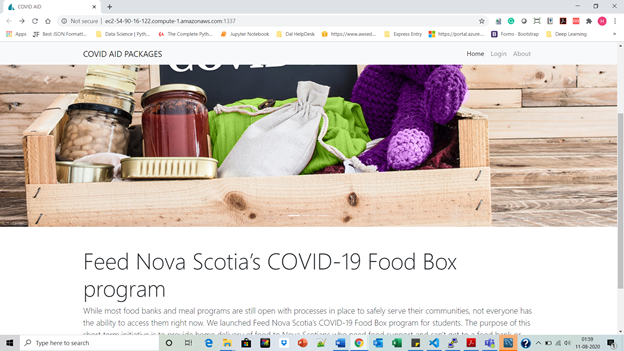 COVID AID
Not secure | ec2-54-90-16-122.compute-1.amazonaws.com:1337
Apps Best JSON Formatt... Data Science | Pyth... The Complete Pyth... Jupyter Notebook Dal HelpDesk https://www.awsed... Express Entry https://portal.azure... Forms · Bootstrap Deep Learning
COVID AID PACKAGES Home Login About
Feed Nova Scotia's COVID-19 Food Box
program
While most food banks and meal programs are still open with processes in place to safely serve their communities, not everyone has
the ability to access them right now. We launched Feed Nova Scotia's COVID-19 Food Box program for students. The purpose of this
short-term initiative is to provide home delivery of food to Nova Scotians who need food support and can't get to a food bank or
Type here to search
01:59
11-08-2020